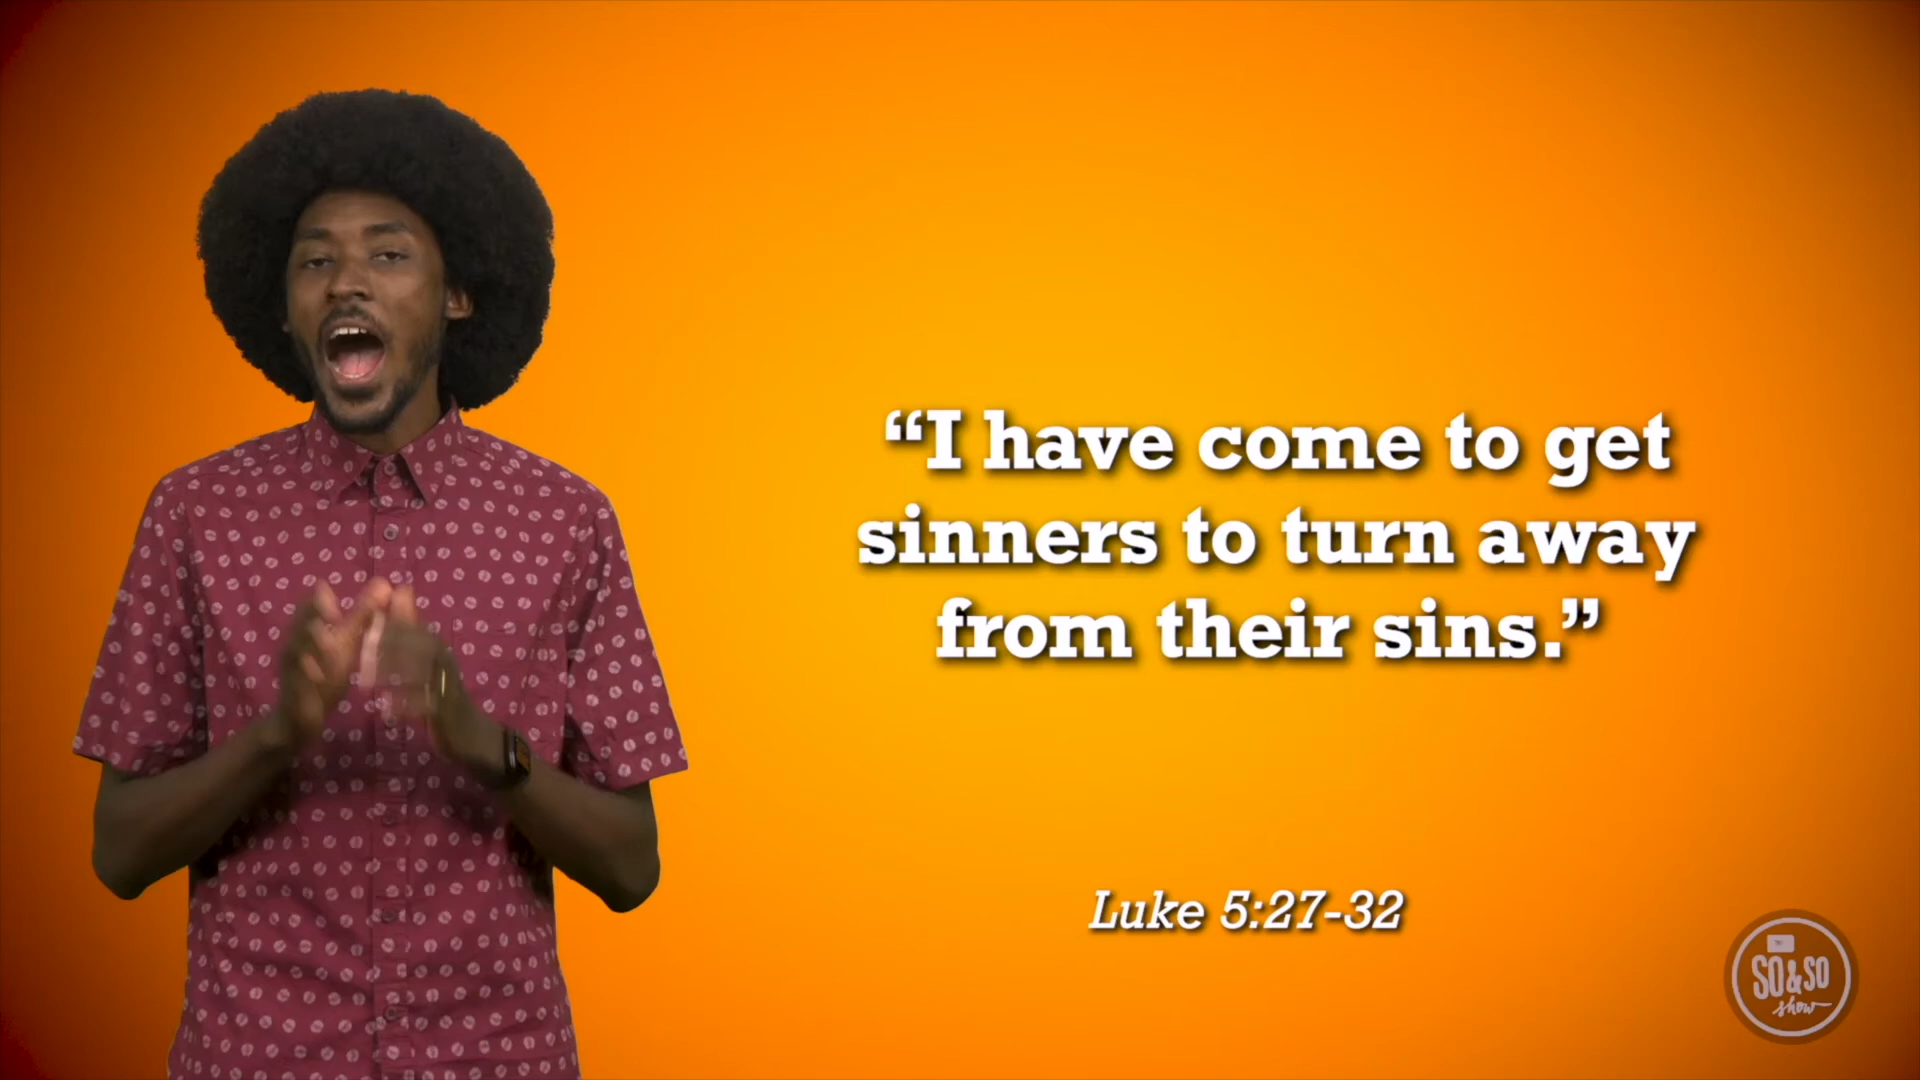 “I have come to get
sinners to turn away
from their sins.”
Luke 5:27-32
SO&SO
show